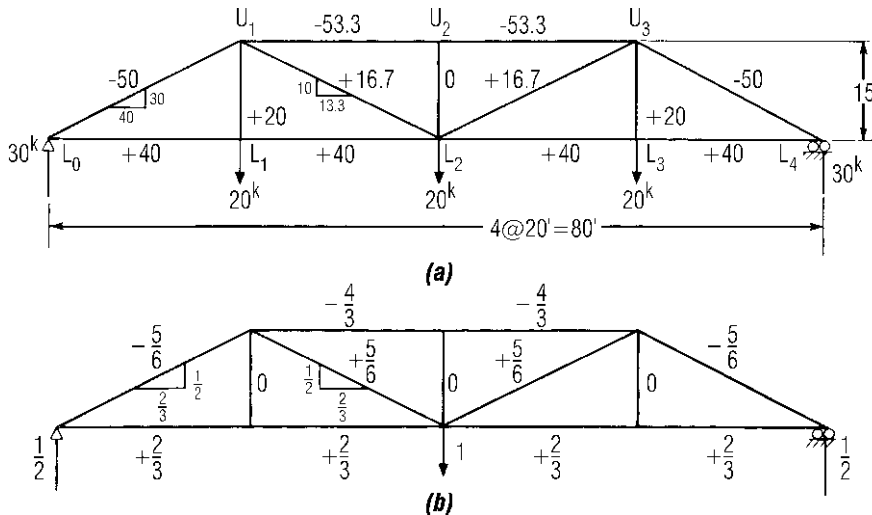 U₁ -53.3 U₂ -53.3 U₃
-50 30 40 10 13.3 +16.7 0 +16.7 -50 15
+20 +20
30ᵏ L₀ +40 L₁ +40 L₂ +40 L₃ +40 L₄ 30ᵏ
20ᵏ 20ᵏ 20ᵏ
4@20'=80'
(a)
-4/3 -4/3
-5/6 1/2 2/3 0 1/2 2/3 +5/6 0 +5/6 0 -5/6
1/2 +2/3 +2/3 1 +2/3 +2/3 1/2
(b)